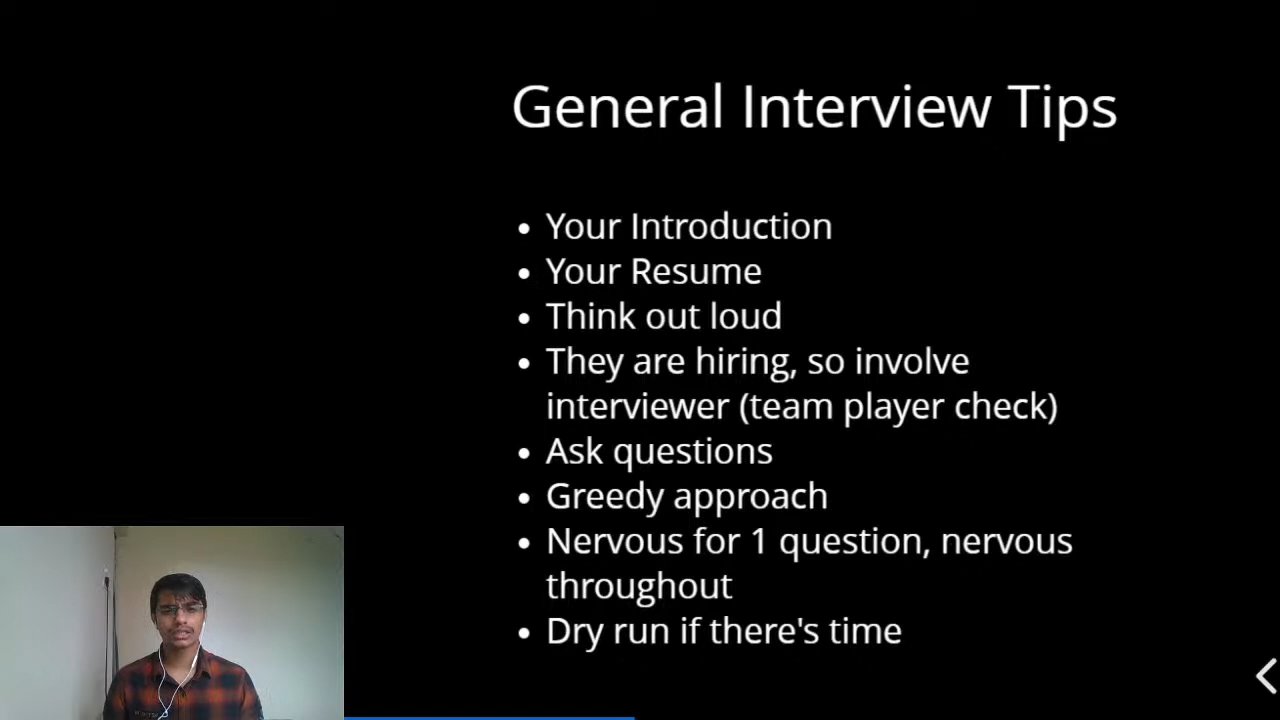 General Interview Tips
• Your Introduction
• Your Resume
• Think out loud
• They are hiring, so involve
interviewer (team player check)
• Ask questions
• Greedy approach
• Nervous for 1 question, nervous
throughout
• Dry run if there's time